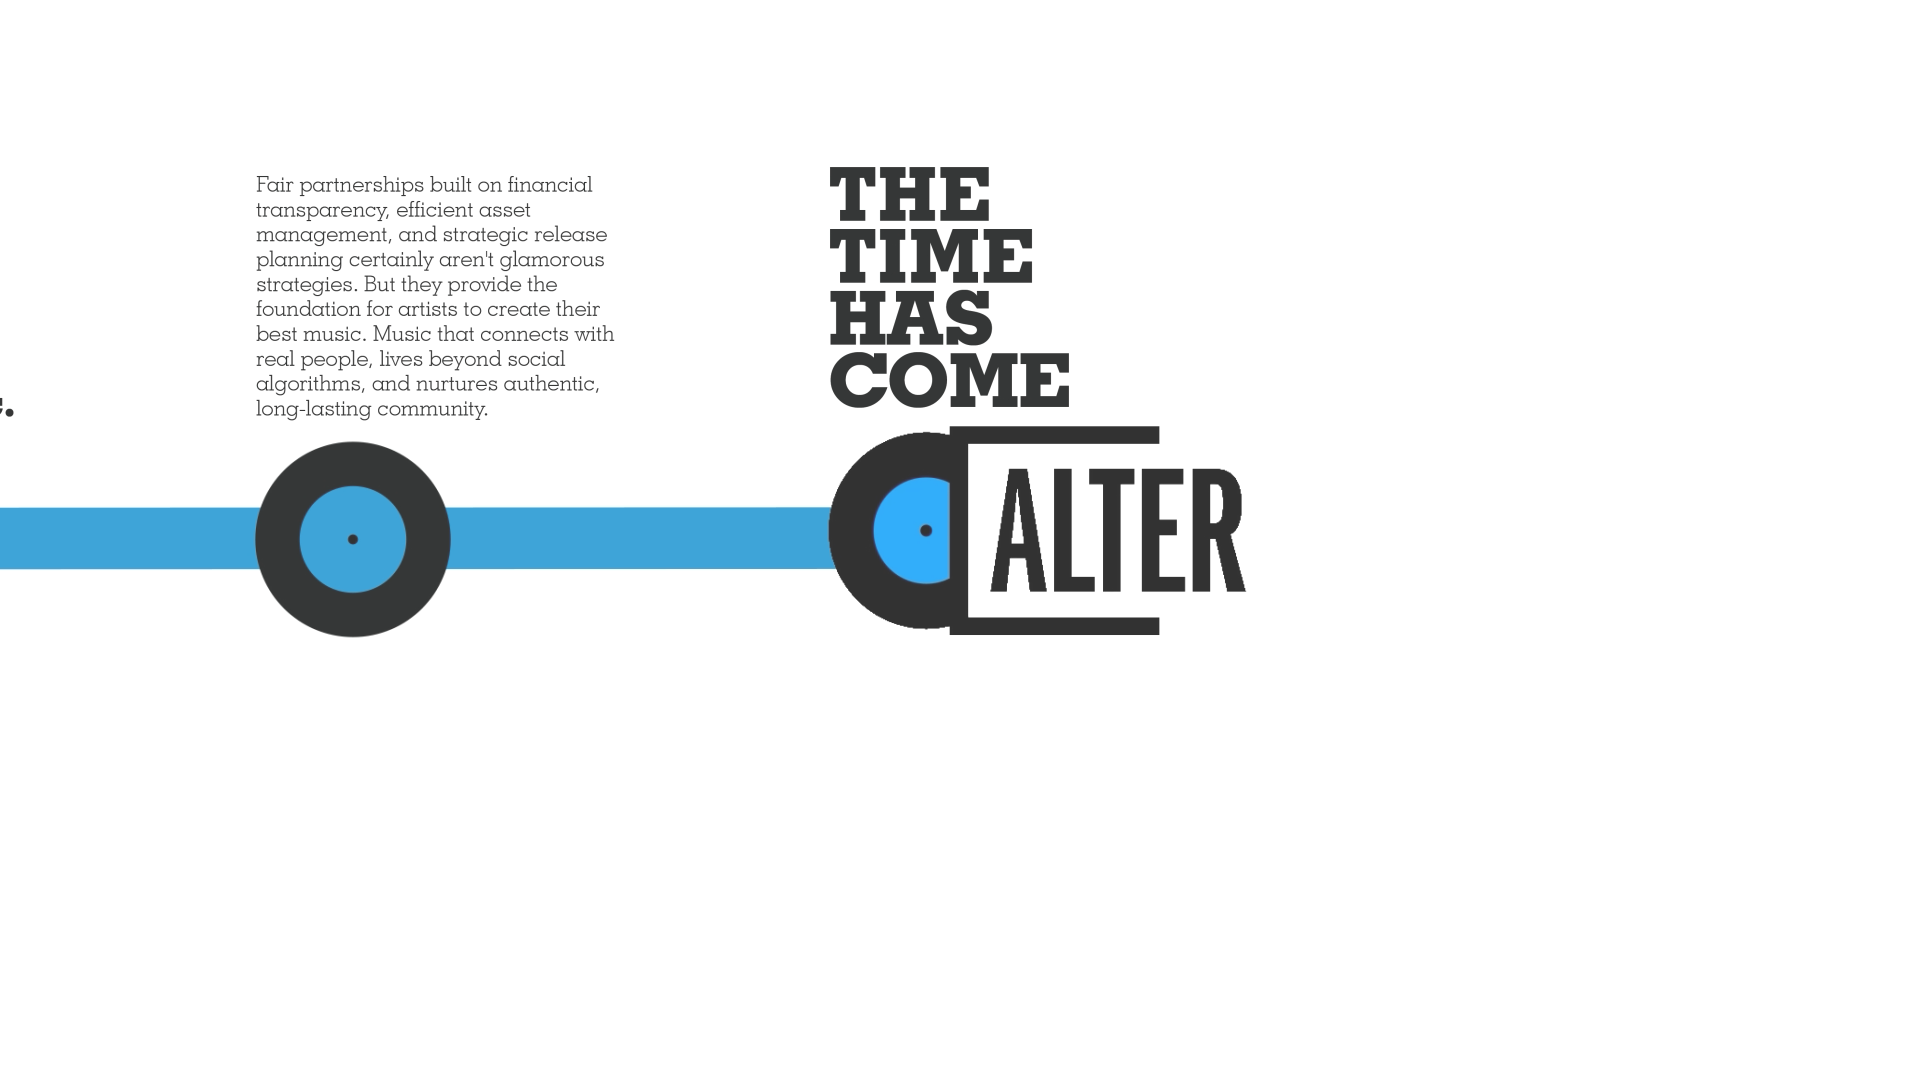 Fair partnerships built on financial
transparency, efficient asset
management, and strategic release
planning certainly aren't glamorous
strategies. But they provide the
foundation for artists to create their
best music. Music that connects with
real people, lives beyond social
algorithms, and nurtures authentic,
long-lasting community.
THE
TIME
HAS
COME
ALTER